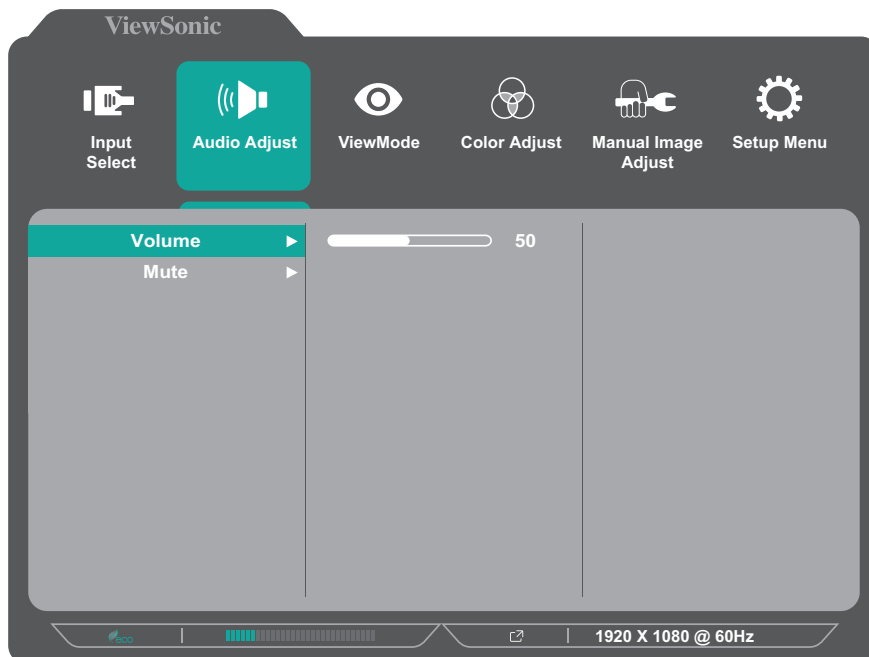 ViewSonic
Input
Select
Audio Adjust
ViewMode
Color Adjust
Manual Image
Adjust
Setup Menu
Volume
50
Mute
eco
1920 X 1080 @ 60Hz